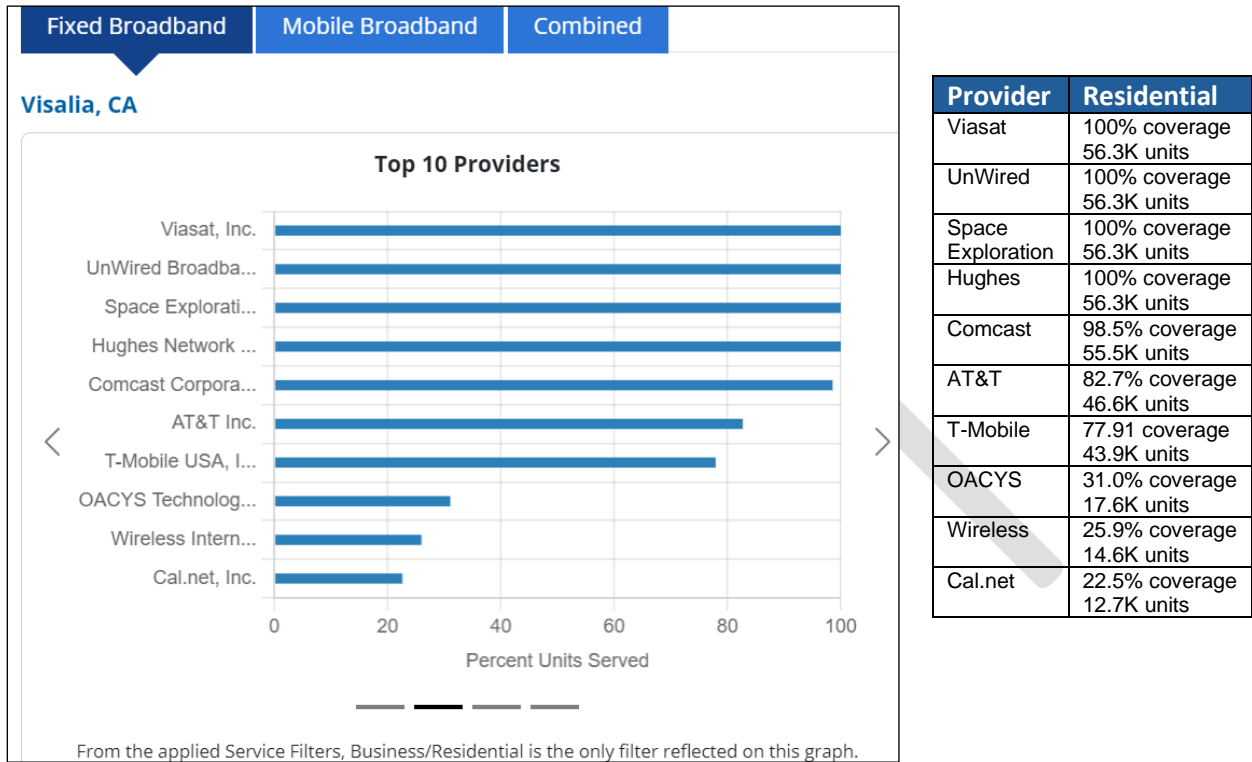 Fixed Broadband
Mobile Broadband
Combined
Visalia, CA
Top 10 Providers
Viasat, Inc.
UnWired Broadba...
Space Explorati...
Hughes Network ...
Comcast Corpora...
AT&T Inc.
T-Mobile USA, I...
OACYS Technolog...
Wireless Intern...
Cal.net, Inc.
0 20 40 60 80 100
Percent Units Served
From the applied Service Filters, Business/Residential is the only filter reflected on this graph.
Provider Residential
Viasat 100% coverage
56.3K units
UnWired 100% coverage
56.3K units
Space 100% coverage
Exploration 56.3K units
Hughes 100% coverage
56.3K units
Comcast 98.5% coverage
55.5K units
AT&T 82.7% coverage
46.6K units
T-Mobile 77.91 coverage
43.9K units
OACYS 31.0% coverage
17.6K units
Wireless 25.9% coverage
14.6K units
Cal.net 22.5% coverage
12.7K units